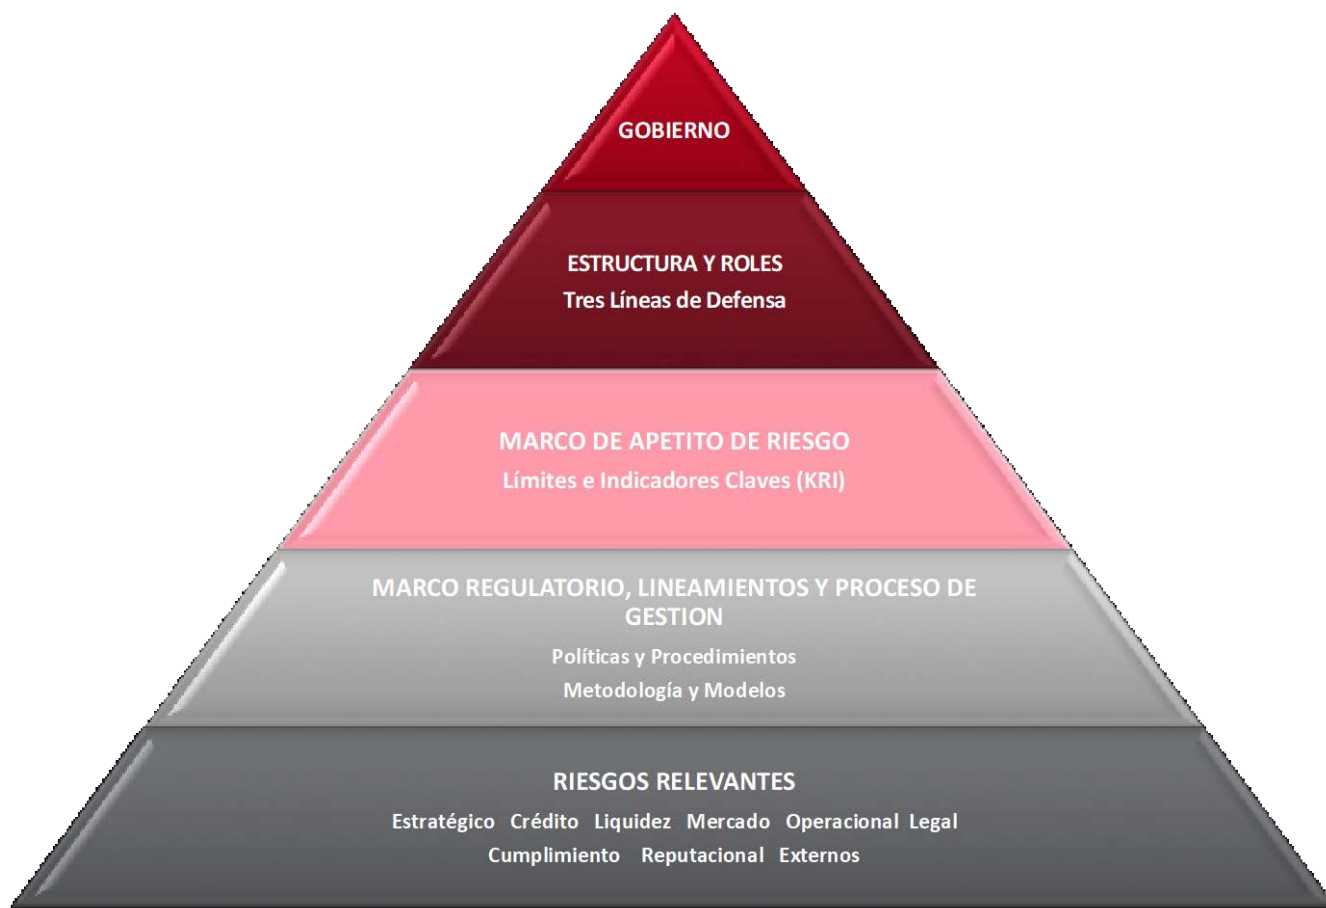 GOBIERNO
ESTRUCTURA Y ROLES
Tres Líneas de Defensa
MARCO DE APETITO DE RIESGO
Límites e Indicadores Claves (KRI)
MARCO REGULATORIO, LINEAMIENTOS Y PROCESO DE
GESTION
Políticas y Procedimientos
Metodología y Modelos
RIESGOS RELEVANTES
Estratégico Crédito Liquidez Mercado Operacional Legal
Cumplimiento Reputacional Externos